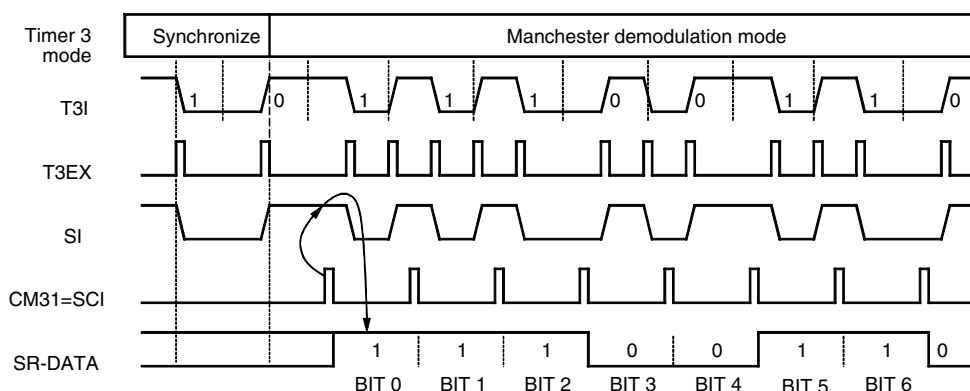 Timer 3 mode Synchronize Manchester demodulation mode
T3I 1 0 1 1 1 0 0 1 1 0
T3EX
SI
CM31=SCI
SR-DATA 1 1 1 0 0 1 1 0
BIT 0 BIT 1 BIT 2 BIT 3 BIT 4 BIT 5 BIT 6